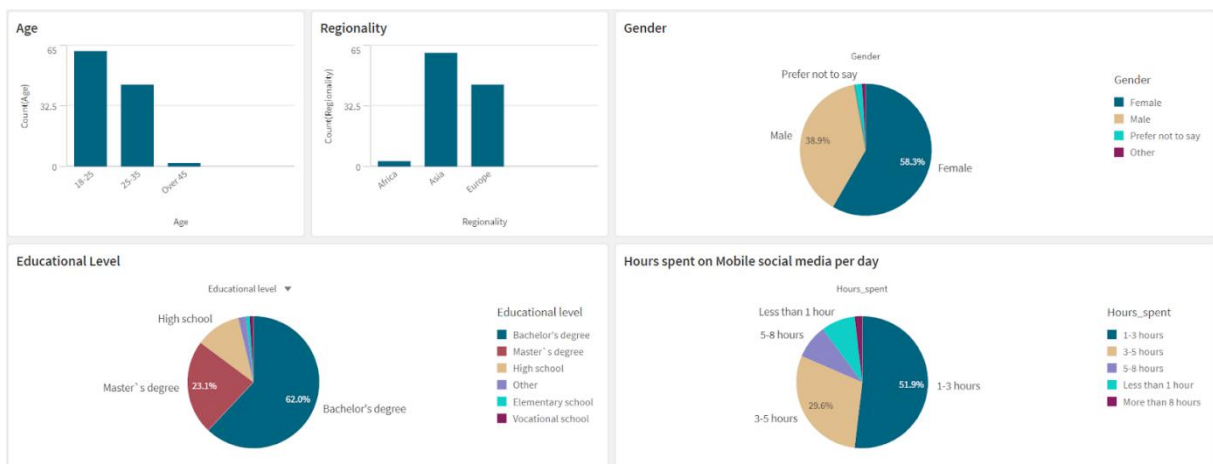 Age
65
32.5
0
Count(Age)
18-25
25-35
Over 45
Age
Regionality
65
32.5
0
Count(Regionality)
Africa
Asia
Europe
Regionality
Gender
Gender
Prefer not to say
Male
38.9%
58.3%
Female
Gender
Female
Male
Prefer not to say
Other
Educational Level
Educational level
High school
Master`s degree
23.1%
62.0%
Bachelor's degree
Educational level
Bachelor's degree
Master`s degree
High school
Other
Elementary school
Vocational school
Hours spent on Mobile social media per day
Hours_spent
Less than 1 hour
5-8 hours
3-5 hours
29.6%
51.9%
1-3 hours
Hours_spent
1-3 hours
3-5 hours
5-8 hours
Less than 1 hour
More than 8 hours